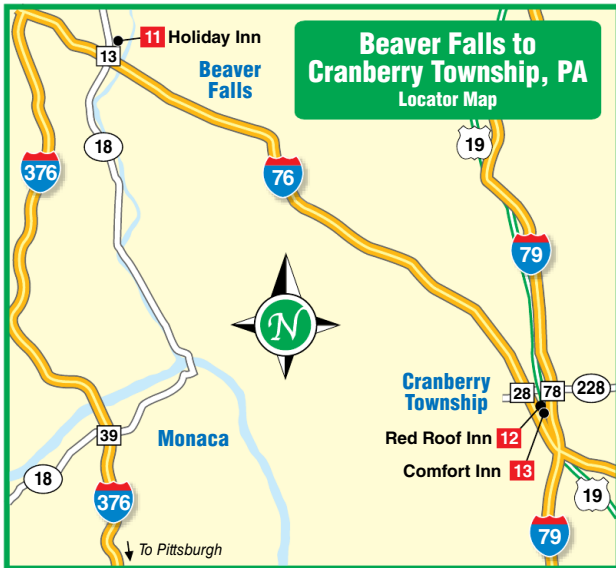 Beaver Falls to
Cranberry Township, PA
Locator Map
11 Holiday Inn
13
Beaver
Falls
18
376
76
19
79
N
Cranberry
Township
28
78
228
Red Roof Inn 12
Comfort Inn 13
39
Monaca
18
376
19
79
To Pittsburgh